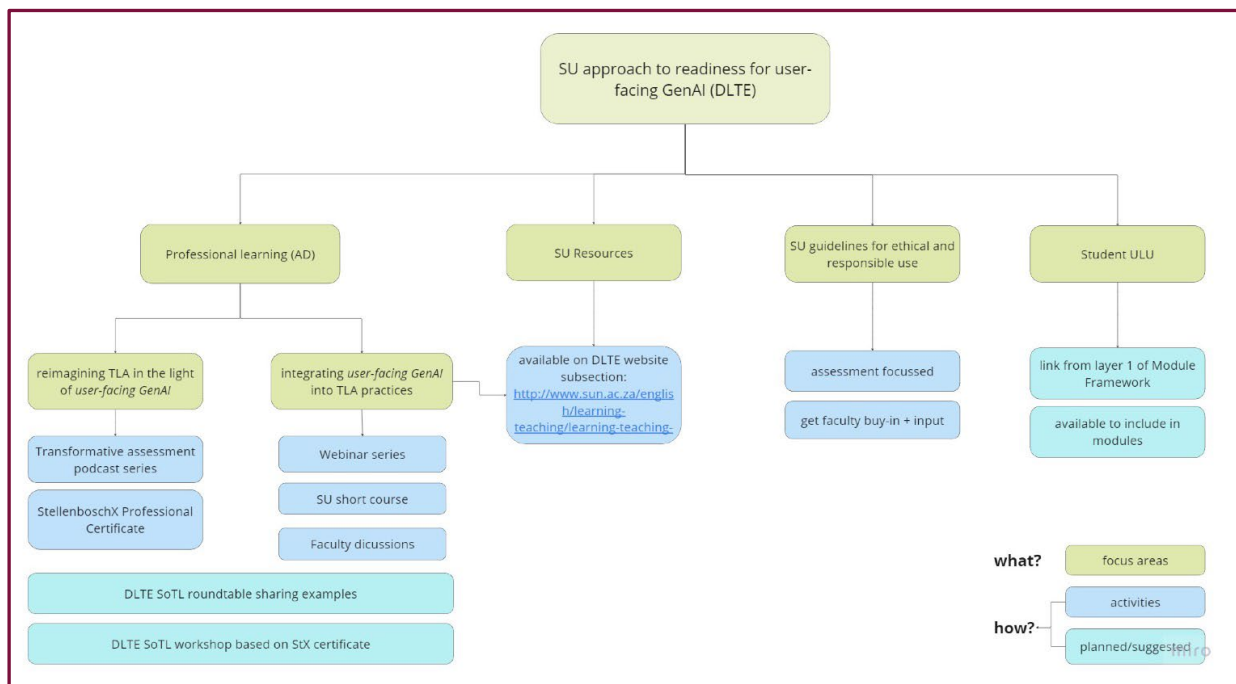 SU approach to readiness for user-
facing GenAI (DLTE)
Professional learning (AD)
SU Resources
SU guidelines for ethical and
responsible use
Student ULU
reimagining TLA in the light
of user-facing GenAI
integrating user-facing GenAI
into TLA practices
available on DLTE website
subsection:
http://www.sun.ac.za/englis
h/learning-
teaching/learning-teaching-
assessment focussed
get faculty buy-in + input
link from layer 1 of Module
Framework
available to include in
modules
Transformative assessment
podcast series
StellenboschX Professional
Certificate
Webinar series
SU short course
Faculty dicussions
DLTE SoTL roundtable sharing examples
DLTE SoTL workshop based on StX certificate
what?
focus areas
how?
activities
planned/suggested
miro